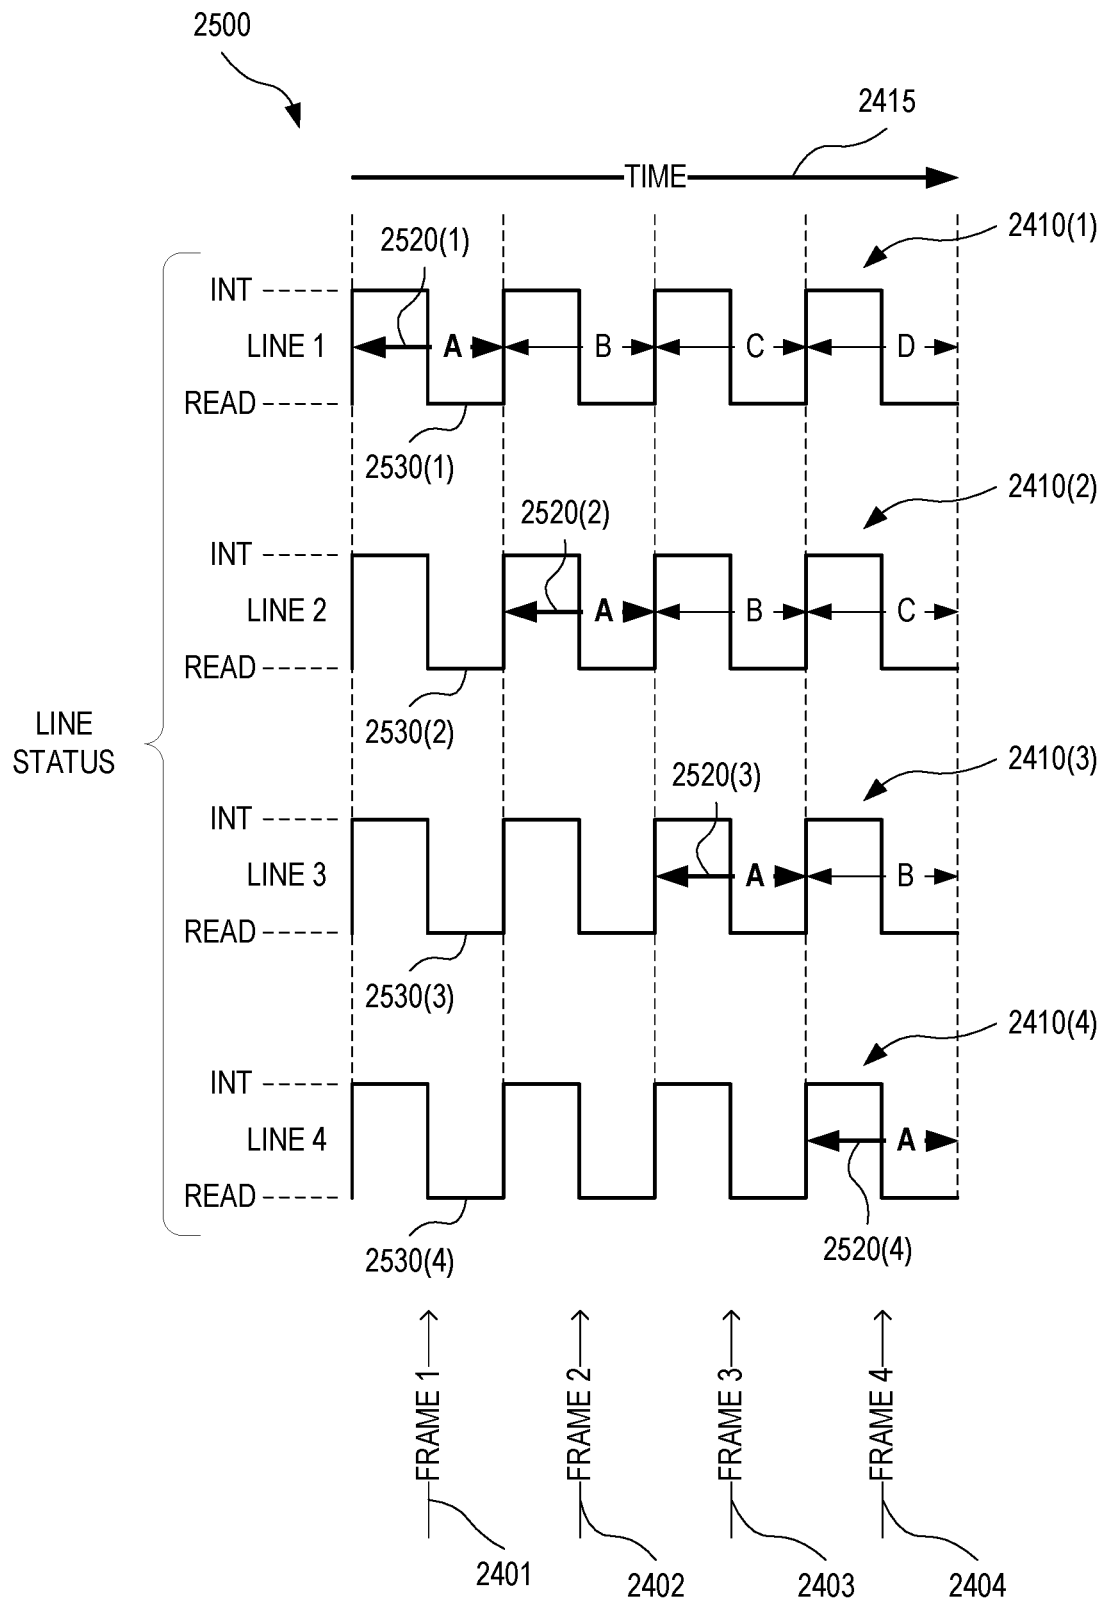 2500
2415
TIME
2520(1)
2410(1)
INT
LINE 1
A
B
C
D
READ
2530(1)
2410(2)
2520(2)
INT
LINE 2
A
B
C
READ
2530(2)
LINE
STATUS
2410(3)
2520(3)
INT
LINE 3
A
B
READ
2530(3)
2410(4)
INT
LINE 4
A
READ
2530(4)
2520(4)
FRAME 1
FRAME 2
FRAME 3
FRAME 4
2401
2402
2403
2404